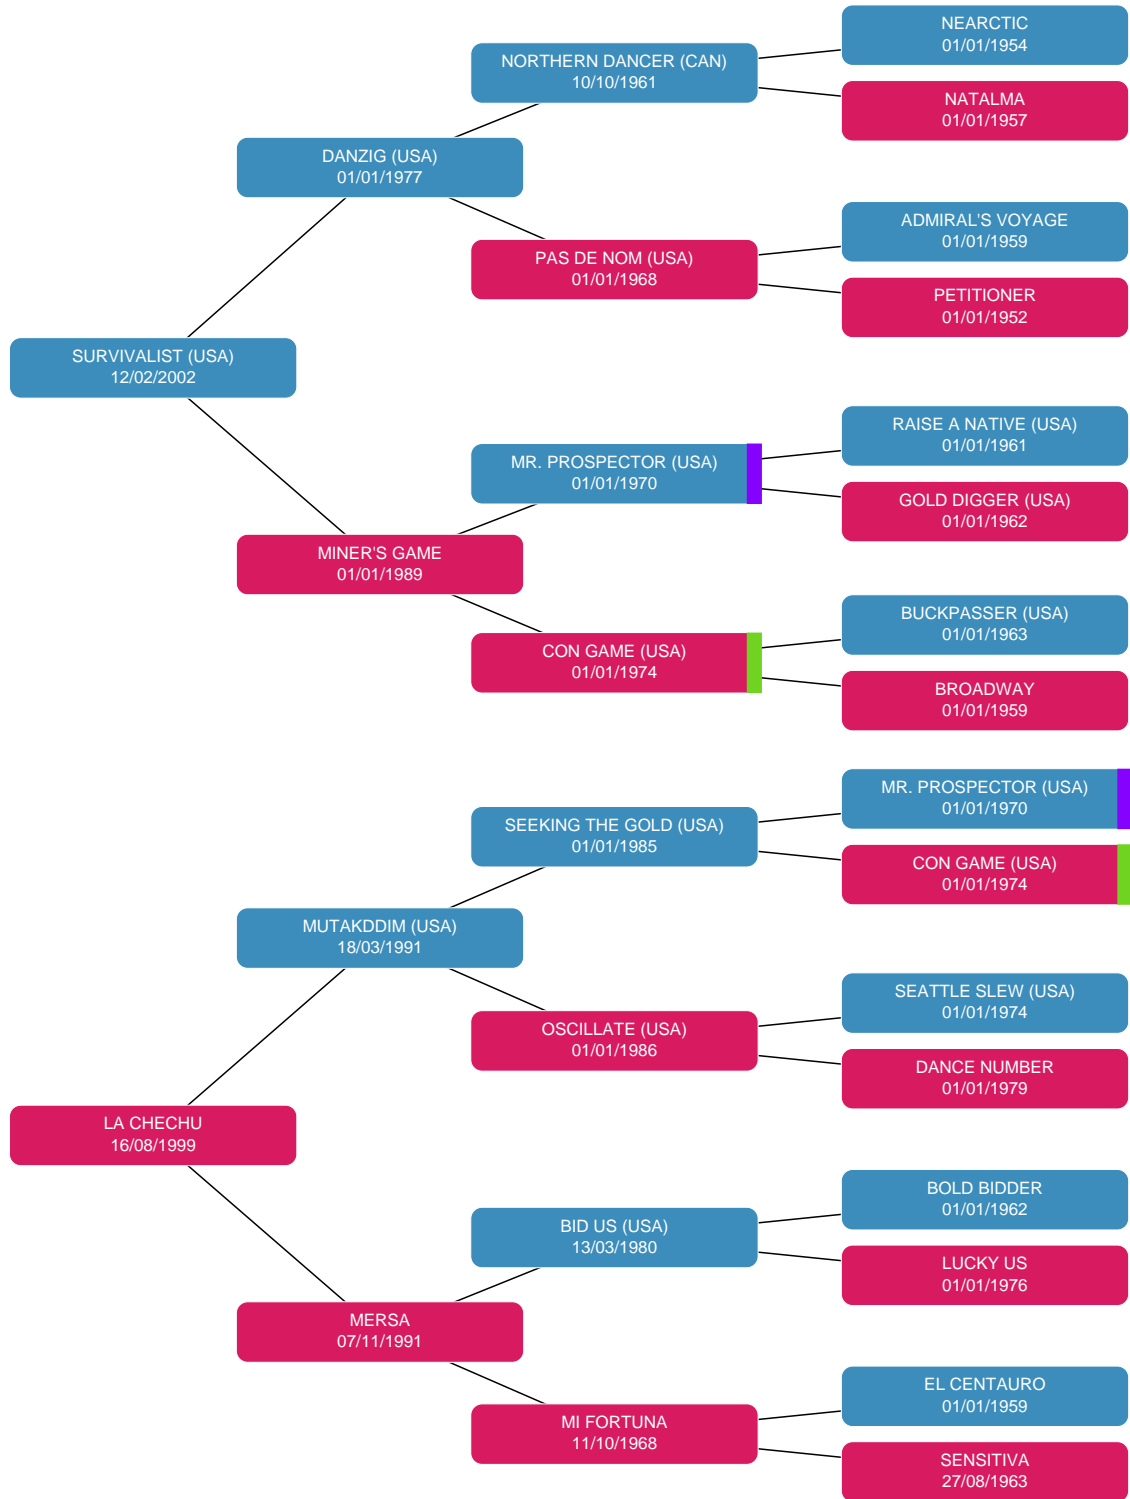 NEARCTIC
01/01/1954
NORTHERN DANCER (CAN)
10/10/1961
NATALMA
01/01/1957
DANZIG (USA)
01/01/1977
ADMIRAL'S VOYAGE
01/01/1959
PAS DE NOM (USA)
01/01/1968
PETITIONER
01/01/1952
SURVIVALIST (USA)
12/02/2002
RAISE A NATIVE (USA)
01/01/1961
MR. PROSPECTOR (USA)
01/01/1970
GOLD DIGGER (USA)
01/01/1962
MINER'S GAME
01/01/1989
BUCKPASSER (USA)
01/01/1963
CON GAME (USA)
01/01/1974
BROADWAY
01/01/1959
MR. PROSPECTOR (USA)
01/01/1970
SEEKING THE GOLD (USA)
01/01/1985
CON GAME (USA)
01/01/1974
MUTAKDDIM (USA)
18/03/1991
SEATTLE SLEW (USA)
01/01/1974
OSCILLATE (USA)
01/01/1986
DANCE NUMBER
01/01/1979
LA CHECHU
16/08/1999
BOLD BIDDER
01/01/1962
BID US (USA)
13/03/1980
LUCKY US
01/01/1976
MERSA
07/11/1991
EL CENTAURO
01/01/1959
MI FORTUNA
11/10/1968
SENSITIVA
27/08/1963